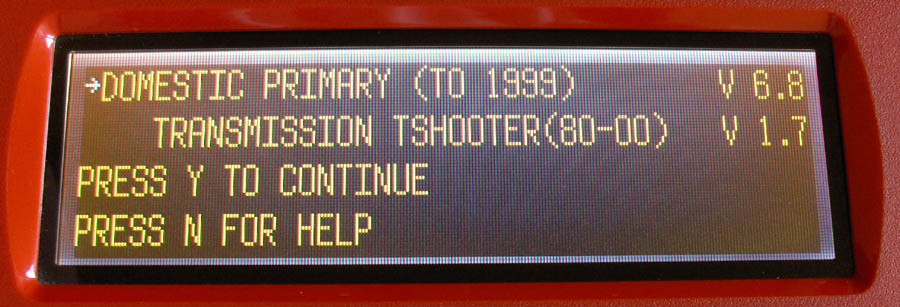 →DOMESTIC PRIMARY (TO 1999) V 6.8
TRANSMISSION TSHOOTER(80-00) V 1.7
PRESS Y TO CONTINUE
PRESS N FOR HELP